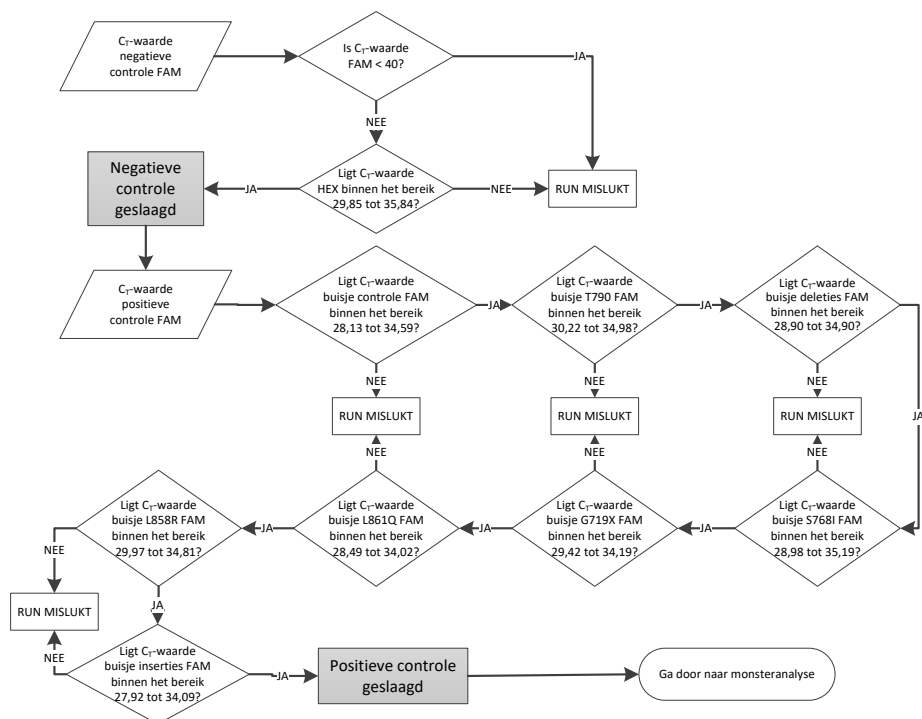 Cₜ-waarde
negatieve
controle FAM
Is Cₜ-waarde
FAM < 40?
JA
NEE
Negatieve
controle
geslaagd
JA
Ligt Cₜ-waarde
HEX binnen het bereik
29,85 tot 35,84?
NEE
RUN MISLUKT
Cₜ-waarde
positieve
controle FAM
Ligt Cₜ-waarde
buisje controle FAM
binnen het bereik
28,13 tot 34,59?
JA
Ligt Cₜ-waarde
buisje T790 FAM
binnen het bereik
30,22 tot 34,98?
JA
Ligt Cₜ-waarde
buisje deleties FAM
binnen het bereik
28,90 tot 34,90?
NEE
NEE
NEE
RUN MISLUKT
RUN MISLUKT
RUN MISLUKT
JA
NEE
NEE
NEE
Ligt Cₜ-waarde
buisje L858R FAM
binnen het bereik
29,97 tot 34,81?
JA
Ligt Cₜ-waarde
buisje L861Q FAM
binnen het bereik
28,49 tot 34,02?
JA
Ligt Cₜ-waarde
buisje G719X FAM
binnen het bereik
29,42 tot 34,19?
JA
Ligt Cₜ-waarde
buisje S768I FAM
binnen het bereik
28,98 tot 35,19?
NEE
JA
RUN MISLUKT
NEE
Ligt Cₜ-waarde
buisje inserties FAM
binnen het bereik
27,92 tot 34,09?
JA
Positieve controle
geslaagd
Ga door naar monsteranalyse